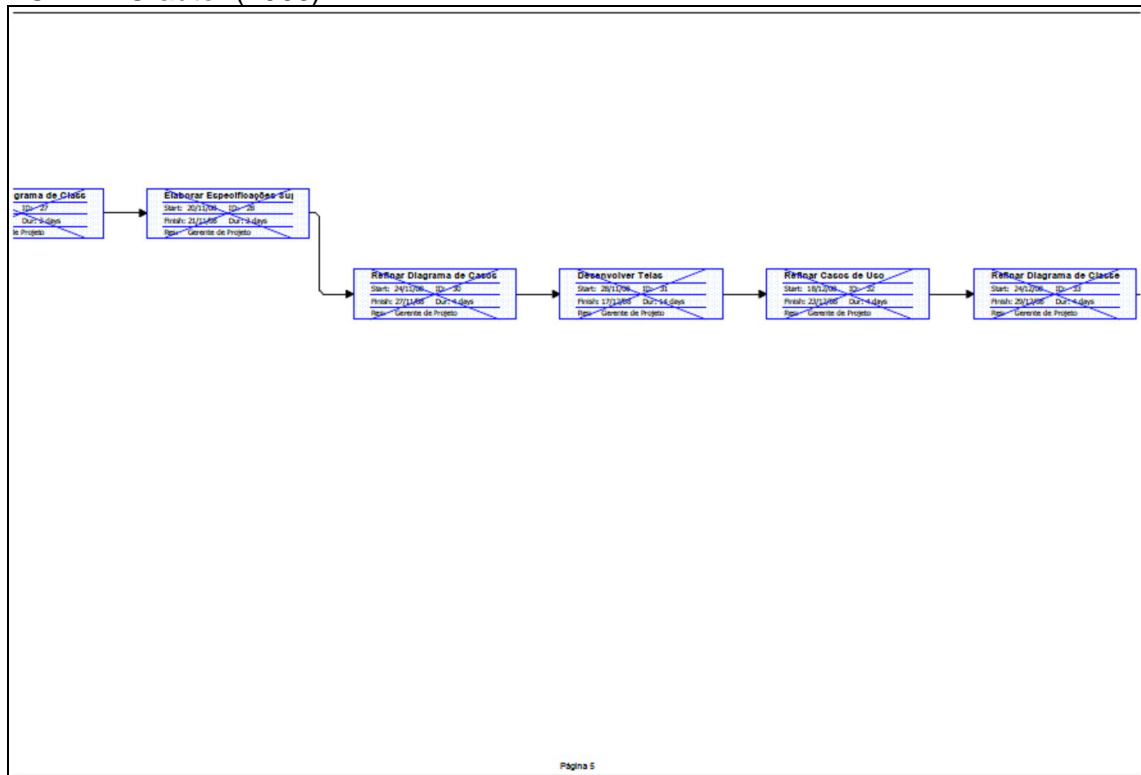 grama de Class
ID: 27
Dur: 2 days
e Projeto
Elaborar Especificações Sup
Start: 20/11/08 ID: 28
Finish: 21/11/08 Dur: 2 days
Res: Gerente de Projeto
Refinar Diagrama de Casos
Start: 24/11/08 ID: 30
Finish: 27/11/08 Dur: 4 days
Res: Gerente de Projeto
Desenvolver Telas
Start: 28/11/08 ID: 31
Finish: 17/12/08 Dur: 14 days
Res: Gerente de Projeto
Refinar Casos de Uso
Start: 18/12/08 ID: 32
Finish: 23/12/08 Dur: 4 days
Res: Gerente de Projeto
Refinar Diagrama de Classe
Start: 24/12/08 ID: 33
Finish: 29/12/08 Dur: 4 days
Res: Gerente de Projeto
Página 5